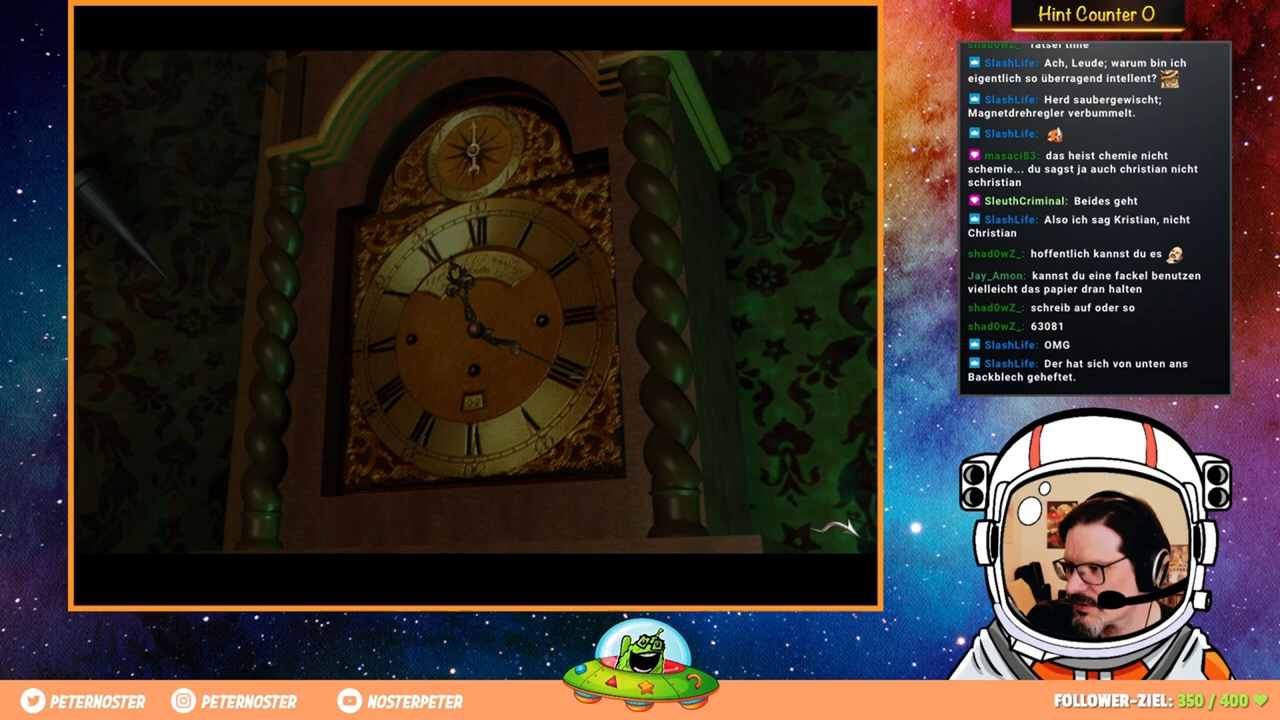 Hint Counter 0
shad0wZ_: rätsel time
SlashLife: Ach, Leude; warum bin ich
eigentlich so überragend intellent?
SlashLife: Herd saubergewischt;
Magnetdrehregler verbummelt.
SlashLife:
masaci83: das heist chemie nicht
schemie... du sagst ja auch christian nicht
schristian
SleuthCriminal: Beides geht
SlashLife: Also ich sag Kristian, nicht
Christian
shad0wZ_: hoffentlich kannst du es
Jay_Amon: kannst du eine fackel benutzen
vielleicht das papier dran halten
shad0wZ_: schreib auf oder so
shad0wZ_: 63081
SlashLife: OMG
SlashLife: Der hat sich von unten ans
Backblech geheftet.
PETERNOSTER
PETERNOSTER
NOSTERPETER
FOLLOWER-ZIEL: 350 / 400